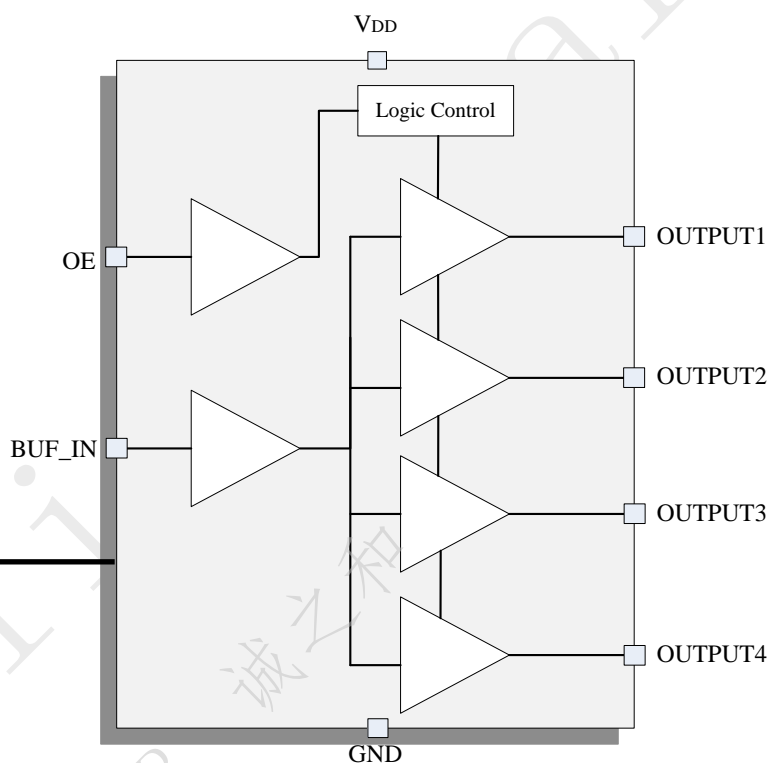 VDD
Logic Control
OE
OUTPUT1
OUTPUT2
BUF_IN
OUTPUT3
OUTPUT4
GND
诚之和